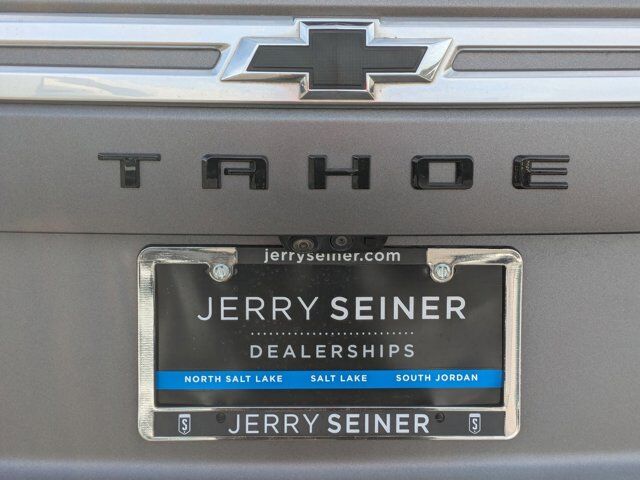 TAHOE
jerryseiner.com
JERRY SEINER
DEALERSHIPS
NORTH SALT LAKE SALT LAKE SOUTH JORDAN
S JERRY SEINER S